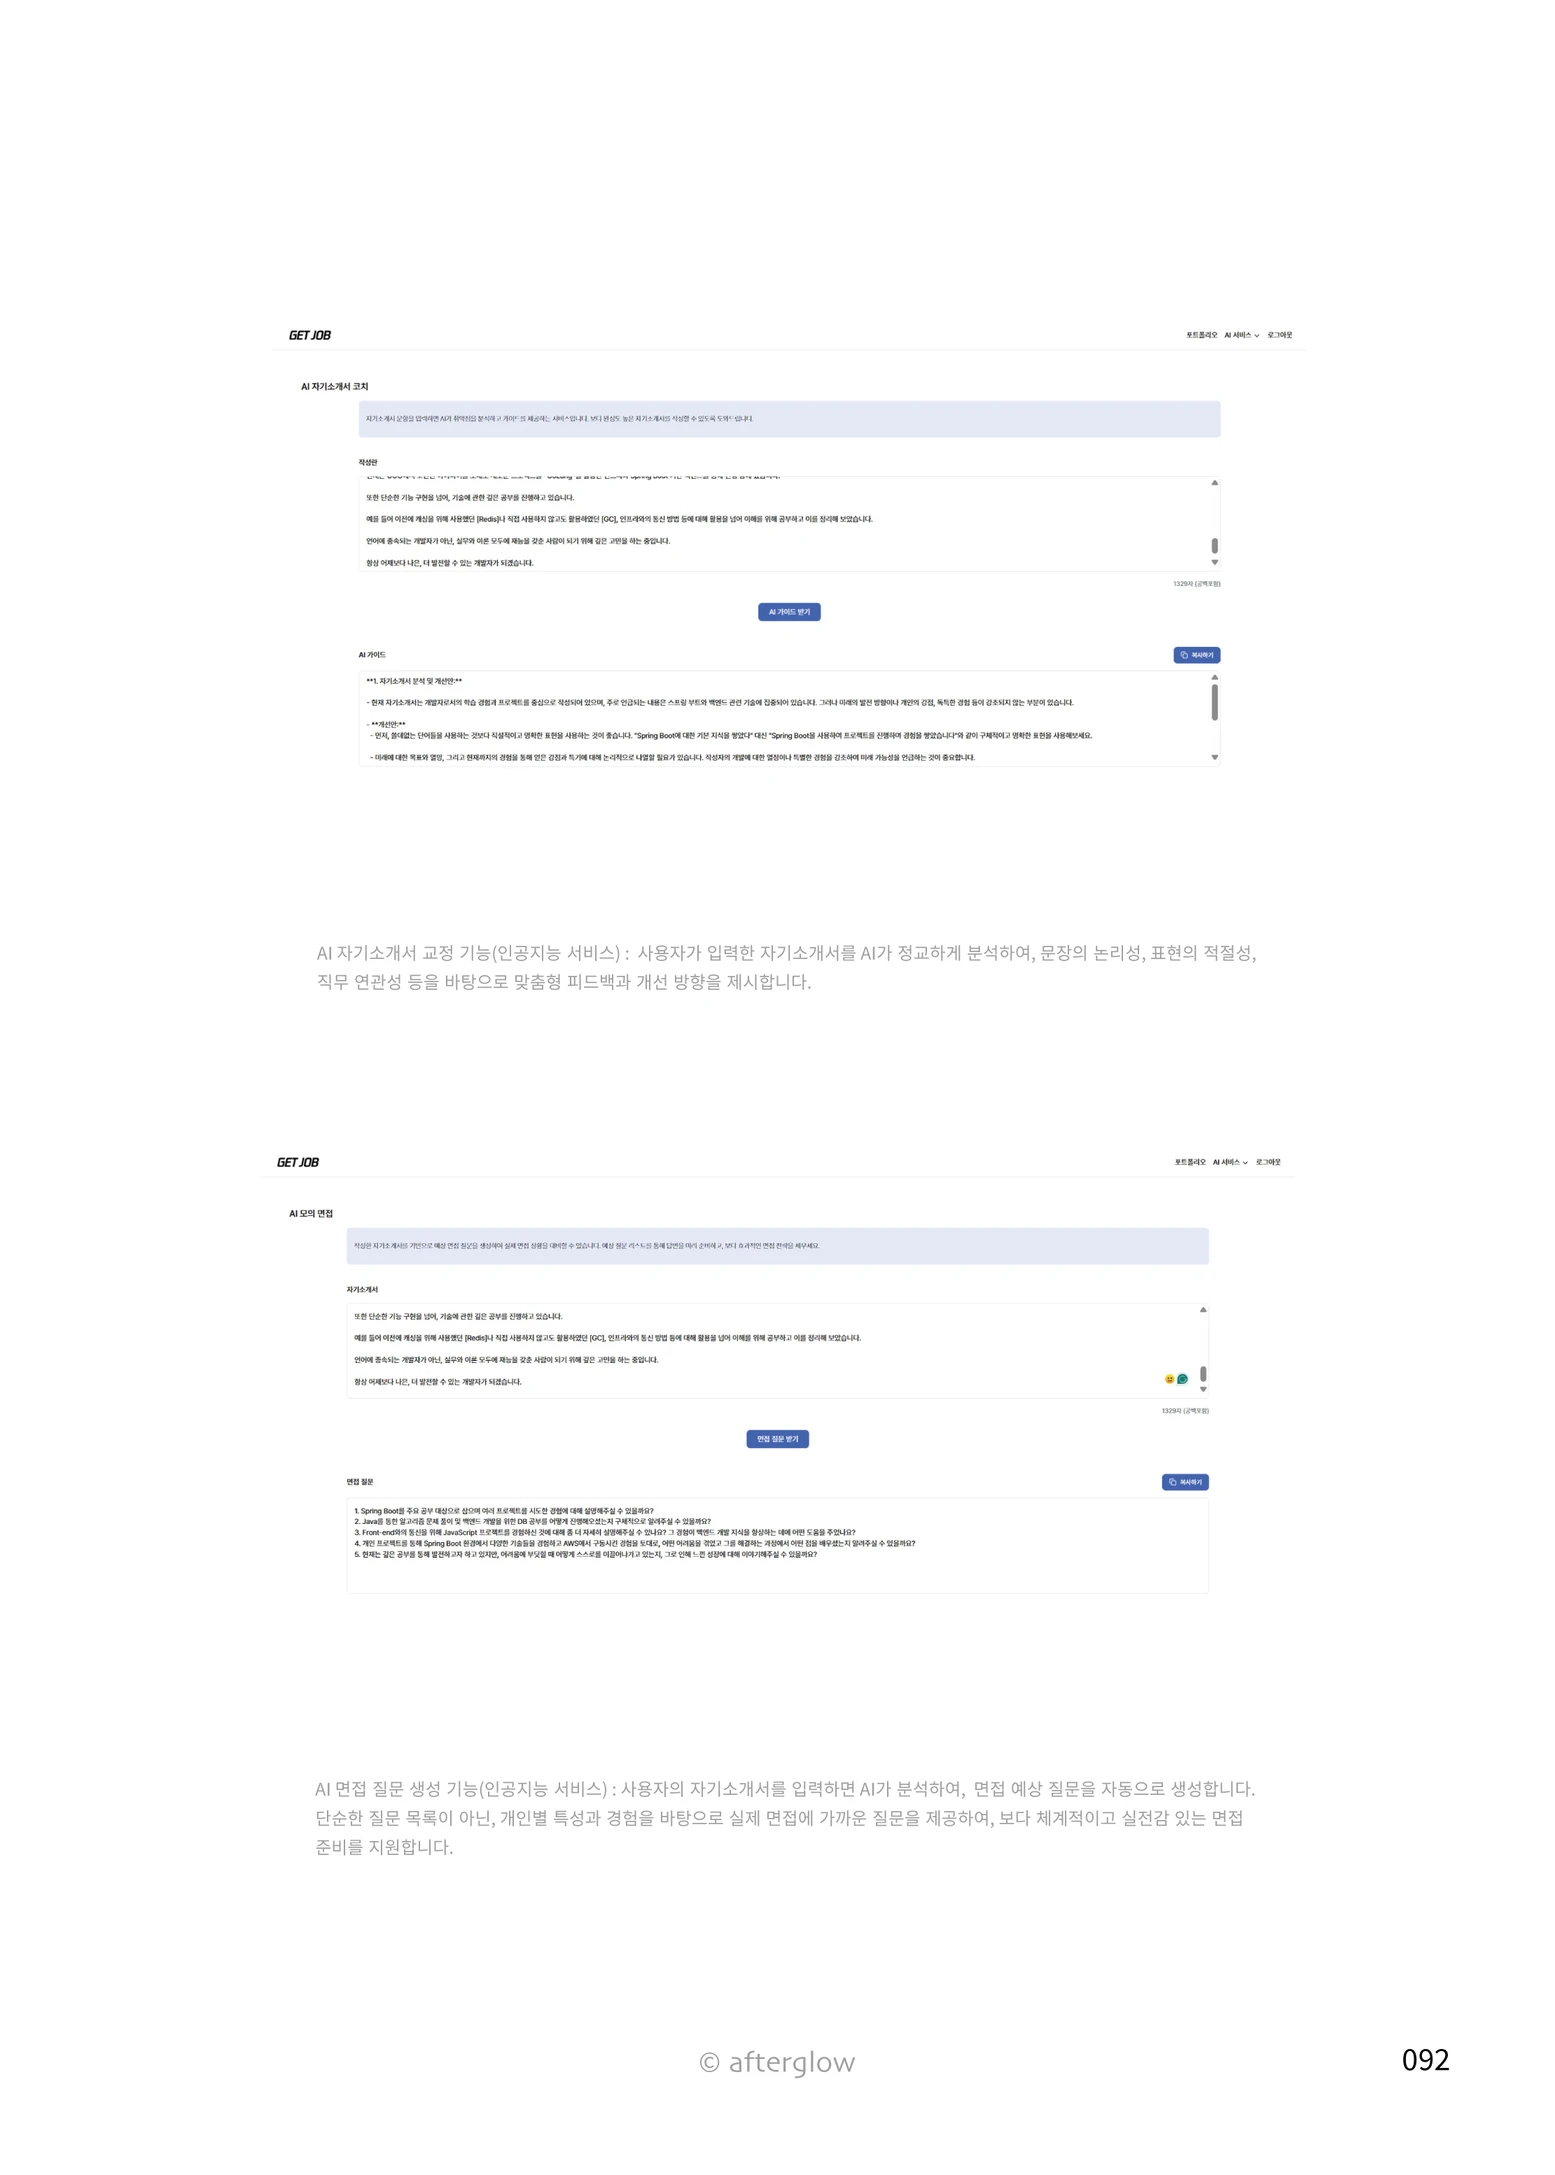 GET JOB
포트폴리오 AI 서비스 로그아웃
AI 자기소개서 코치
자기소개서 문항을 입력하면 AI가 취약점을 분석하고 가이드를 제공하는 서비스입니다. 보다 완성도 높은 자기소개서를 작성할 수 있도록 도와드립니다.
작성란
또한 단순한 기능 구현을 넘어, 기술에 관한 깊은 공부를 진행하고 있습니다.
예를 들어 이전에 캐싱을 위해 사용했던 [Redis]나 직접 사용하지 않고도 활용하였던 [GC], 인프라와의 통신 방법 등에 대해 활용을 넘어 이해를 위해 공부하고 이를 정리해 보았습니다.
언어에 종속되는 개발자가 아닌, 실무와 이론 모두에 재능을 갖춘 사람이 되기 위해 깊은 고민을 하는 중입니다.
항상 어제보다 나은, 더 발전할 수 있는 개발자가 되겠습니다.
1329자 (공백포함)
AI 가이드 받기
AI 가이드
복사하기
**1. 자기소개서 분석 및 개선안:**
- 현재 자기소개서는 개발자로서의 학습 경험과 프로젝트를 중심으로 작성되어 있으며, 주로 언급되는 내용은 스프링 부트와 백엔드 관련 기술에 집중되어 있습니다. 그러나 미래의 발전 방향이나 개인의 강점, 독특한 경험 등이 강조되지 않는 부분이 있습니다.
- **개선안:**
- 먼저, 쓸데없는 단어들을 사용하는 것보다 직설적이고 명확한 표현을 사용하는 것이 좋습니다. "Spring Boot에 대한 기본 지식을 쌓았다" 대신 "Spring Boot을 사용하여 프로젝트를 진행하며 경험을 쌓았습니다"와 같이 구체적이고 명확한 표현을 사용해보세요.
- 미래에 대한 목표와 열망, 그리고 현재까지의 경험을 통해 얻은 강점과 특기에 대해 논리적으로 나열할 필요가 있습니다. 작성자의 개발에 대한 열정이나 특별한 경험을 강조하여 미래 가능성을 언급하는 것이 중요합니다.
AI 자기소개서 교정 기능(인공지능 서비스) : 사용자가 입력한 자기소개서를 AI가 정교하게 분석하여, 문장의 논리성, 표현의 적절성,
직무 연관성 등을 바탕으로 맞춤형 피드백과 개선 방향을 제시합니다.
GET JOB
포트폴리오 AI 서비스 로그아웃
AI 모의 면접
작성한 자기소개서를 기반으로 예상 면접 질문을 생성하여 실제 면접 상황을 대비할 수 있습니다. 예상 질문 리스트를 통해 답변을 미리 준비하고, 보다 효과적인 면접 전략을 세우세요.
자기소개서
또한 단순한 기능 구현을 넘어, 기술에 관한 깊은 공부를 진행하고 있습니다.
예를 들어 이전에 캐싱을 위해 사용했던 [Redis]나 직접 사용하지 않고도 활용하였던 [GC], 인프라와의 통신 방법 등에 대해 활용을 넘어 이해를 위해 공부하고 이를 정리해 보았습니다.
언어에 종속되는 개발자가 아닌, 실무와 이론 모두에 재능을 갖춘 사람이 되기 위해 깊은 고민을 하는 중입니다.
항상 어제보다 나은, 더 발전할 수 있는 개발자가 되겠습니다.
1329자 (공백포함)
면접 질문 받기
면접 질문
복사하기
1. Spring Boot를 주요 공부 대상으로 삼으며 여러 프로젝트를 시도한 경험에 대해 설명해주실 수 있을까요?
2. Java를 통한 알고리즘 문제 풀이 및 백엔드 개발을 위한 DB 공부를 어떻게 진행해오셨는지 구체적으로 알려주실 수 있을까요?
3. Front-end와의 통신을 위해 JavaScript 프로젝트를 경험하신 것에 대해 좀 더 자세히 설명해주실 수 있나요? 그 경험이 백엔드 개발 지식을 향상하는 데에 어떤 도움을 주었나요?
4. 개인 프로젝트를 통해 Spring Boot 환경에서 다양한 기술들을 경험하고 AWS에서 구동시킨 경험을 토대로, 어떤 어려움을 겪었고 그를 해결하는 과정에서 어떤 점을 배우셨는지 알려주실 수 있을까요?
5. 현재는 깊은 공부를 통해 발전하고자 하고 있지만, 어려움에 부딪힐 때 어떻게 스스로를 이끌어나가고 있는지, 그로 인해 느낀 성장에 대해 이야기해주실 수 있을까요?
AI 면접 질문 생성 기능(인공지능 서비스) : 사용자의 자기소개서를 입력하면 AI가 분석하여, 면접 예상 질문을 자동으로 생성합니다.
단순한 질문 목록이 아닌, 개인별 특성과 경험을 바탕으로 실제 면접에 가까운 질문을 제공하여, 보다 체계적이고 실전감 있는 면접
준비를 지원합니다.
© afterglow
092